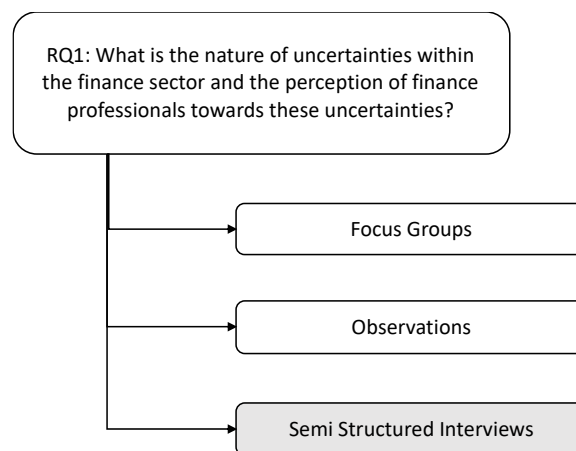 RQ1: What is the nature of uncertainties within
the finance sector and the perception of finance
professionals towards these uncertainties?
Focus Groups
Observations
Semi Structured Interviews